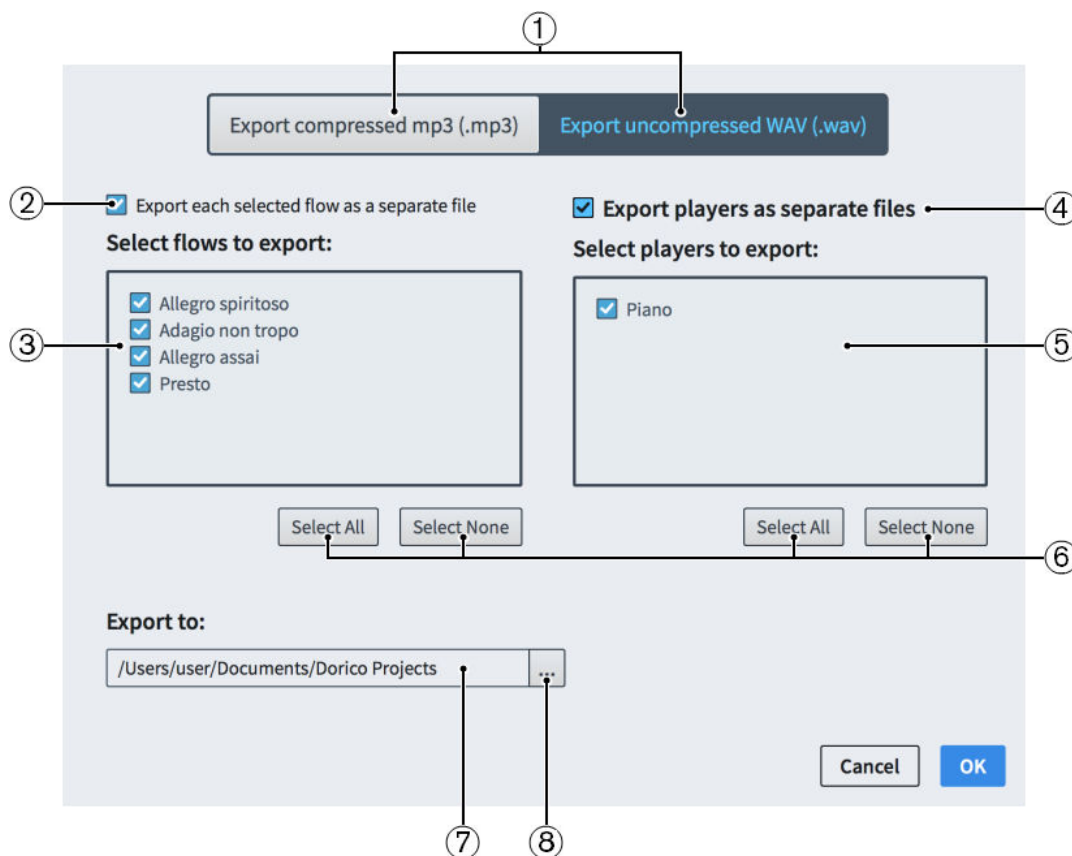 ①
Export compressed mp3 (.mp3) Export uncompressed WAV (.wav)
② Export each selected flow as a separate file
Export players as separate files ④
Select flows to export:
Select players to export:
③
Allegro spiritoso
Adagio non tropo
Allegro assai
Presto
Piano
⑤
Select All Select None Select All Select None
⑥
Export to:
/Users/user/Documents/Dorico Projects ...
Cancel OK
⑦ ⑧